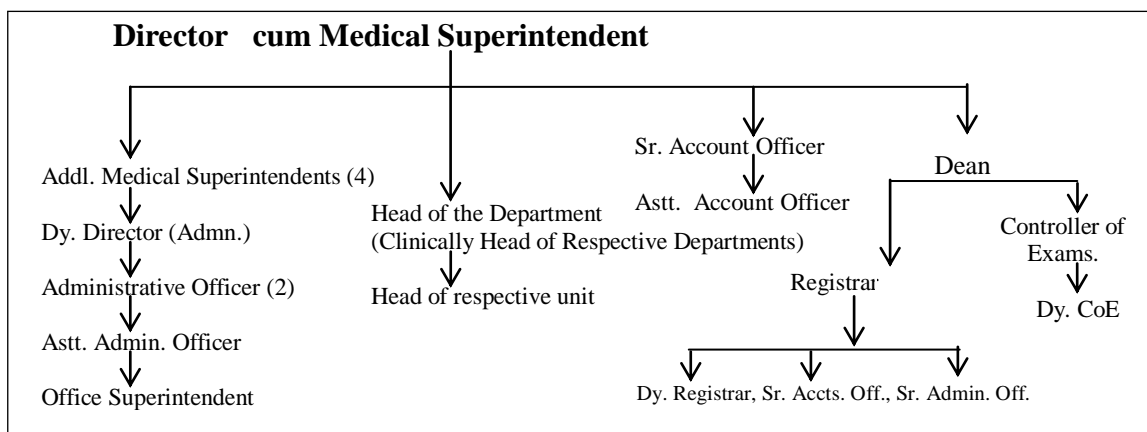 Director cum Medical Superintendent
Addl. Medical Superintendents (4)
Dy. Director (Admn.)
Administrative Officer (2)
Astt. Admin. Officer
Office Superintendent
Head of the Department
(Clinically Head of Respective Departments)
Head of respective unit
Sr. Account Officer
Astt. Account Officer
Dean
Registrar
Dy. Registrar, Sr. Accts. Off., Sr. Admin. Off.
Controller of
Exams.
Dy. CoE